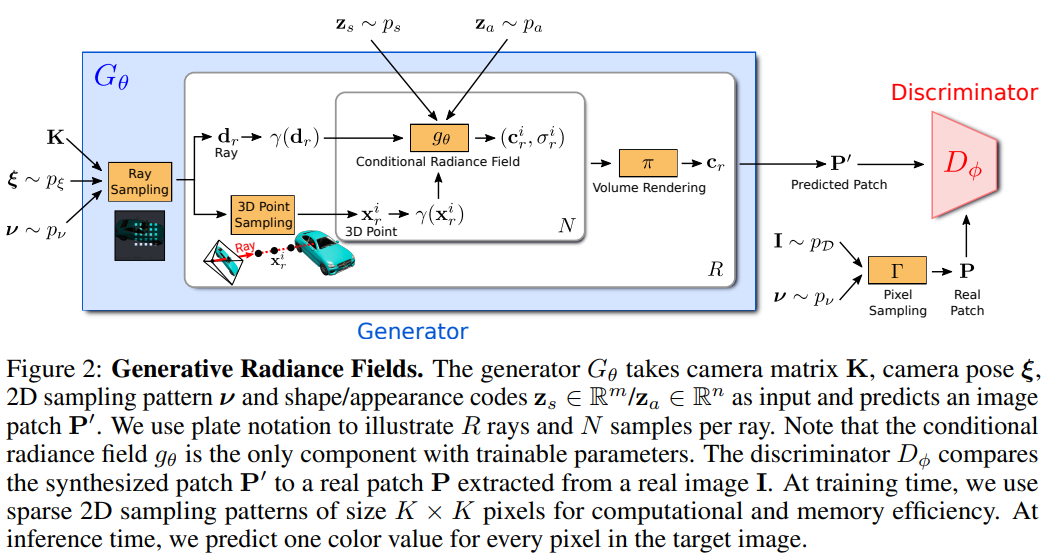 z_s ∼ p_s
z_a ∼ p_a
G_θ
Discriminator
K
ξ ∼ p_ξ
ν ∼ p_ν
Ray
Sampling
d_r
Ray
γ(d_r)
g_θ
(c_r^i, σ_r^i)
Conditional Radiance Field
3D Point
Sampling
x_r^i
3D Point
γ(x_r^i)
N
Ray
x_r^i
π
Volume Rendering
c_r
R
P′
Predicted Patch
D_ϕ
I ∼ p_D
ν ∼ p_ν
Γ
Pixel
Sampling
P
Real
Patch
Generator
Figure 2: Generative Radiance Fields. The generator G_θ takes camera matrix K, camera pose ξ,
2D sampling pattern ν and shape/appearance codes z_s ∈ ℝ^m/z_a ∈ ℝ^n as input and predicts an image
patch P′. We use plate notation to illustrate R rays and N samples per ray. Note that the conditional
radiance field g_θ is the only component with trainable parameters. The discriminator D_ϕ compares
the synthesized patch P′ to a real patch P extracted from a real image I. At training time, we use
sparse 2D sampling patterns of size K × K pixels for computational and memory efficiency. At
inference time, we predict one color value for every pixel in the target image.